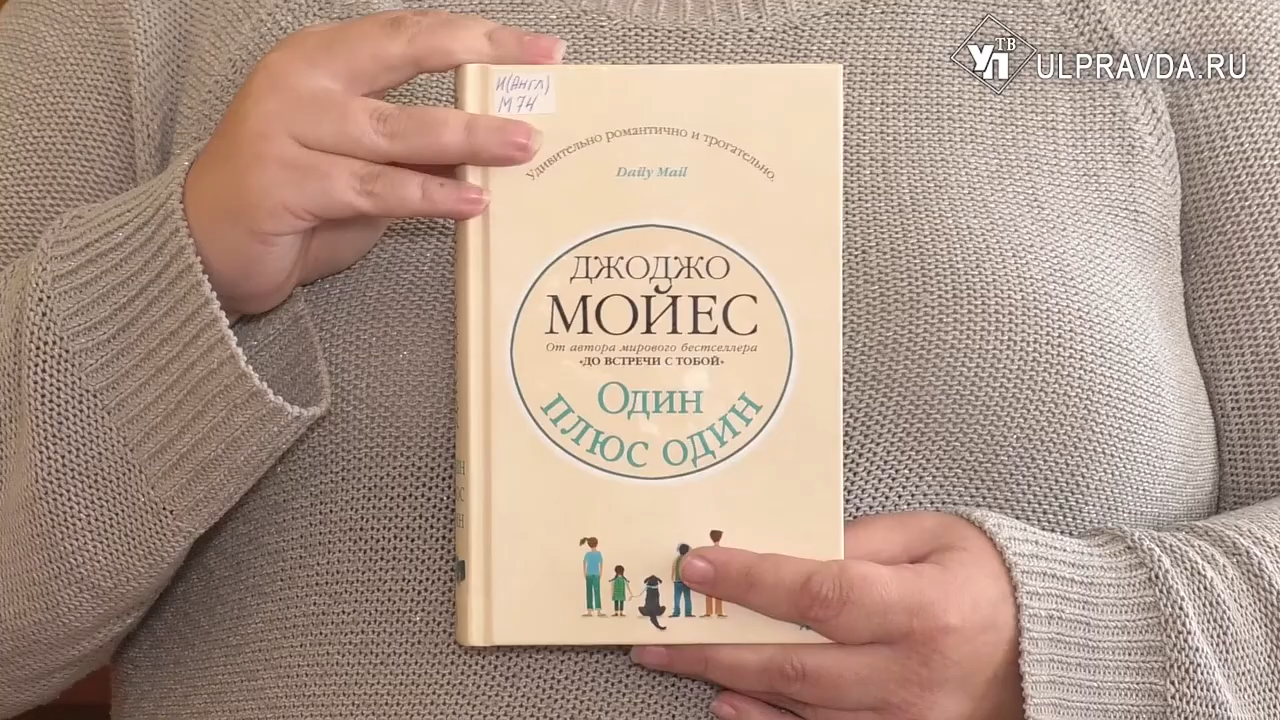 УП ТВ
ULPRAVDA.RU
И(Англ)
М74
Удивительно романтично и трогательно.
Daily Mail
ДЖОДЖО
МОЙЕС
От автора мирового бестселлера
«ДО ВСТРЕЧИ С ТОБОЙ»
Один
плюс один